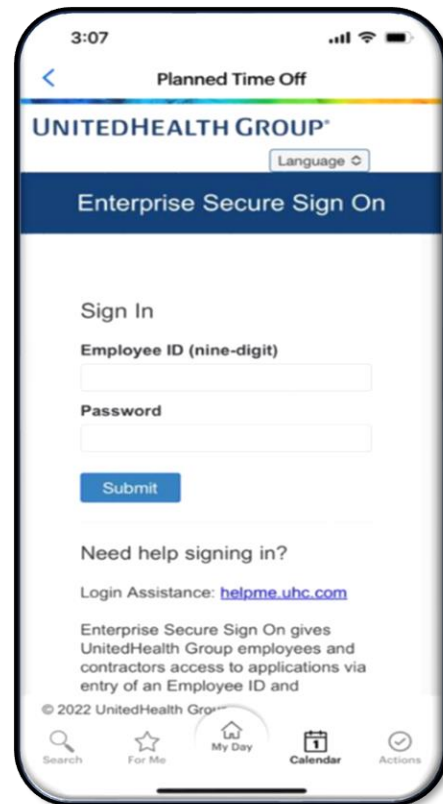 3:07
Planned Time Off
UNITEDHEALTH GROUP®
Language
Enterprise Secure Sign On
Sign In
Employee ID (nine-digit)
Password
Submit
Need help signing in?
Login Assistance: helpme.uhc.com
Enterprise Secure Sign On gives
UnitedHealth Group employees and
contractors access to applications via
entry of an Employee ID and
© 2022 UnitedHealth
Search For Me My Day 1 Calendar Actions